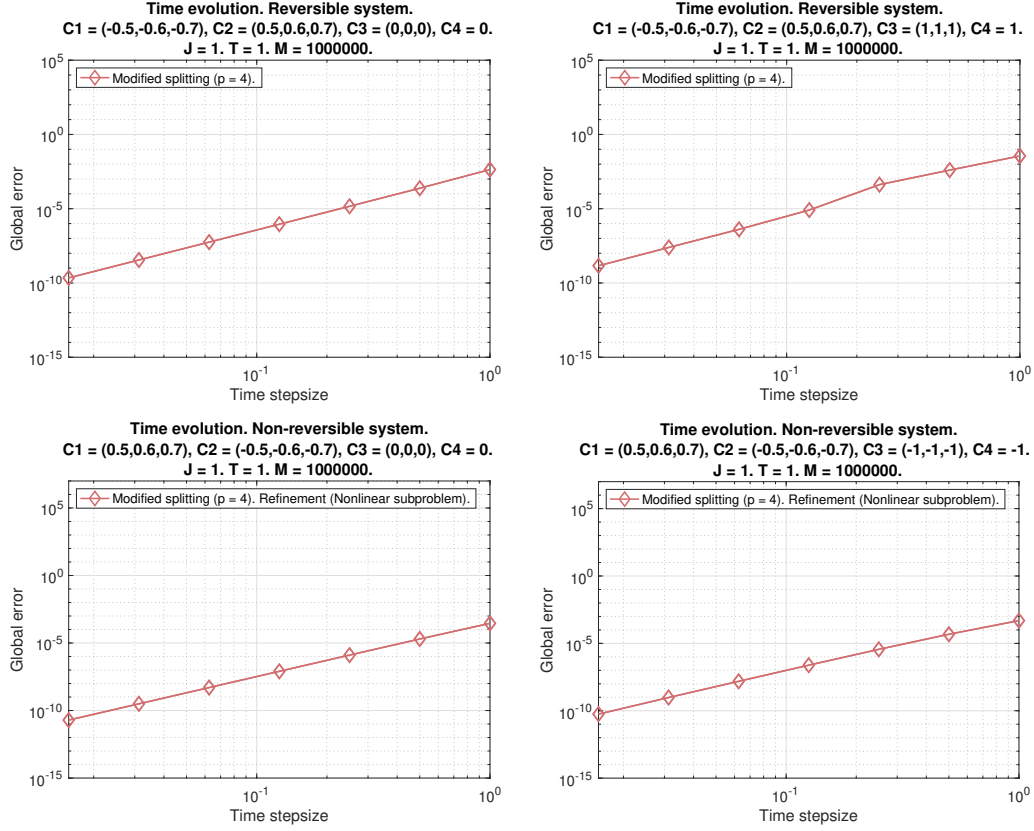 Time evolution. Reversible system.
C1 = (-0.5,-0.6,-0.7), C2 = (0.5,0.6,0.7), C3 = (0,0,0), C4 = 0.
J = 1. T = 1. M = 1000000.
10^5
Modified splitting (p = 4).
10^0
10^-5
10^-10
10^-15
Global error
10^-1
10^0
Time stepsize
Time evolution. Reversible system.
C1 = (-0.5,-0.6,-0.7), C2 = (0.5,0.6,0.7), C3 = (1,1,1), C4 = 1.
J = 1. T = 1. M = 1000000.
10^5
Modified splitting (p = 4).
10^0
10^-5
10^-10
10^-15
Global error
10^-1
10^0
Time stepsize
Time evolution. Non-reversible system.
C1 = (0.5,0.6,0.7), C2 = (-0.5,-0.6,-0.7), C3 = (0,0,0), C4 = 0.
J = 1. T = 1. M = 1000000.
Modified splitting (p = 4). Refinement (Nonlinear subproblem).
10^5
10^0
10^-5
10^-10
10^-15
Global error
10^-1
10^0
Time stepsize
Time evolution. Non-reversible system.
C1 = (0.5,0.6,0.7), C2 = (-0.5,-0.6,-0.7), C3 = (-1,-1,-1), C4 = -1.
J = 1. T = 1. M = 1000000.
Modified splitting (p = 4). Refinement (Nonlinear subproblem).
10^5
10^0
10^-5
10^-10
10^-15
Global error
10^-1
10^0
Time stepsize